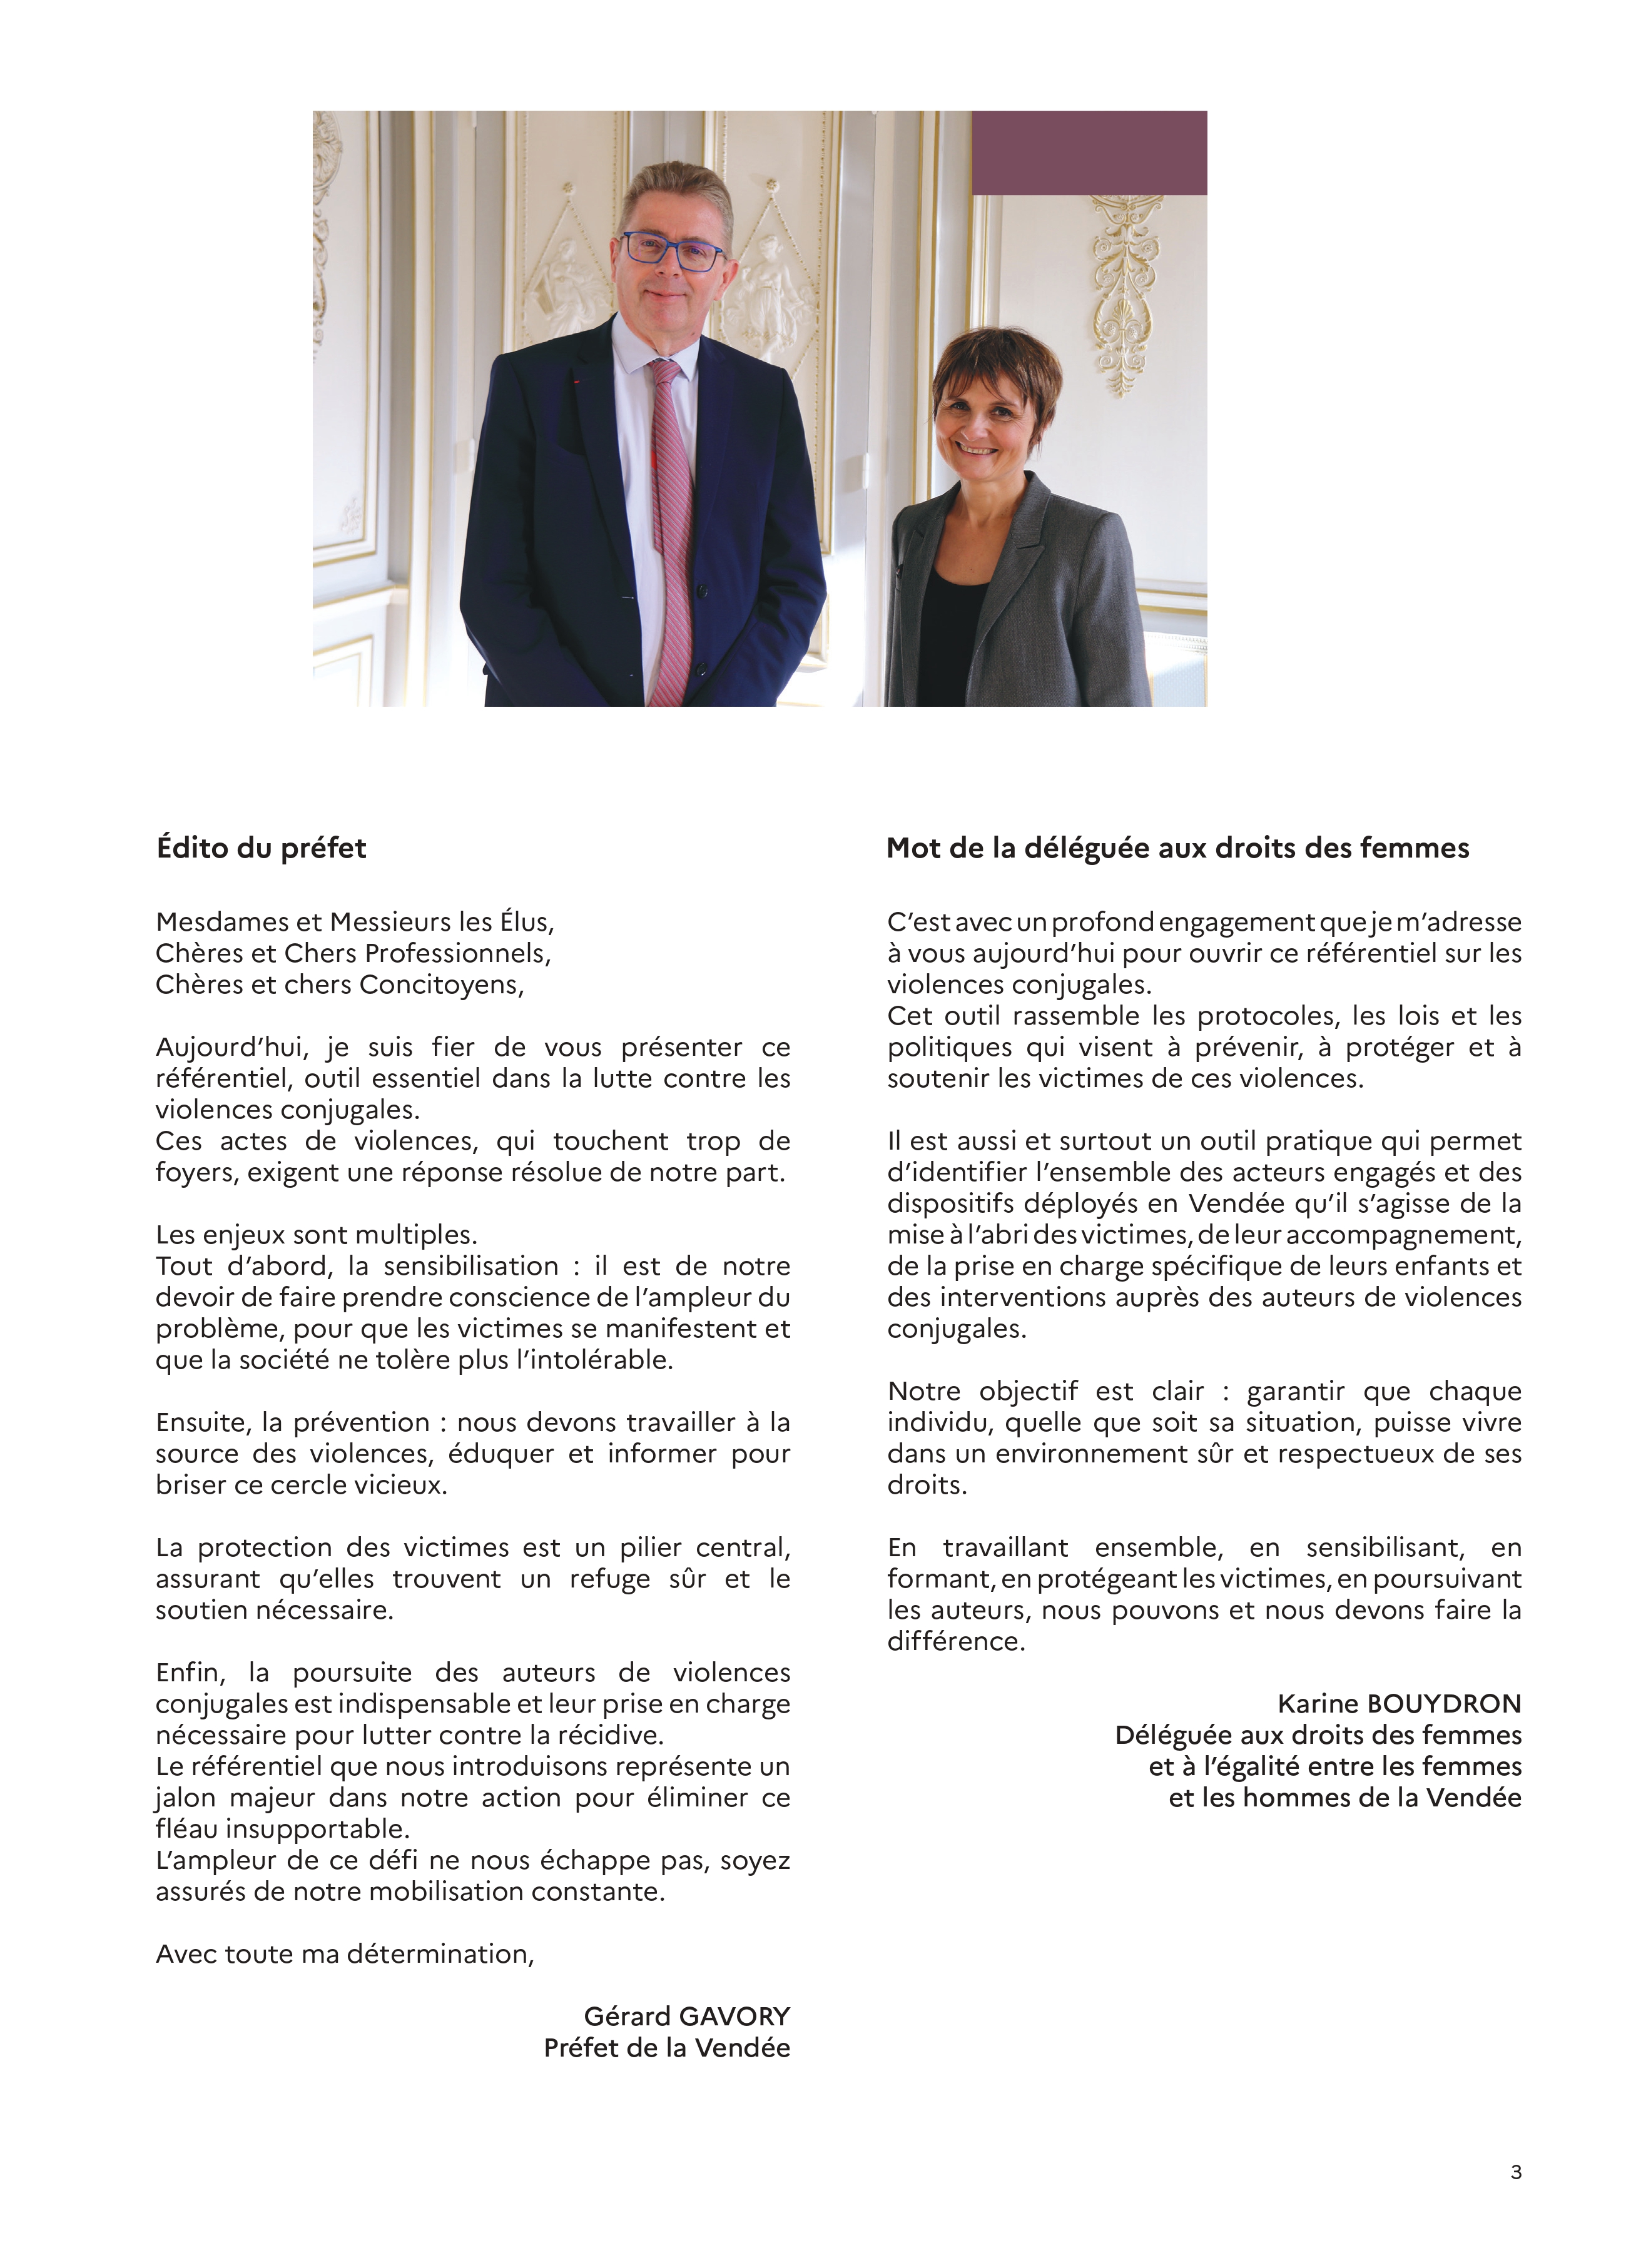 Édito du préfet
Mesdames et Messieurs les Élus,
Chères et Chers Professionnels,
Chères et chers Concitoyens,
Aujourd’hui, je suis fier de vous présenter ce
référentiel, outil essentiel dans la lutte contre les
violences conjugales.
Ces actes de violences, qui touchent trop de
foyers, exigent une réponse résolue de notre part.
Les enjeux sont multiples.
Tout d’abord, la sensibilisation : il est de notre
devoir de faire prendre conscience de l’ampleur du
problème, pour que les victimes se manifestent et
que la société ne tolère plus l’intolérable.
Ensuite, la prévention : nous devons travailler à la
source des violences, éduquer et informer pour
briser ce cercle vicieux.
La protection des victimes est un pilier central,
assurant qu’elles trouvent un refuge sûr et le
soutien nécessaire.
Enfin, la poursuite des auteurs de violences
conjugales est indispensable et leur prise en charge
nécessaire pour lutter contre la récidive.
Le référentiel que nous introduisons représente un
jalon majeur dans notre action pour éliminer ce
fléau insupportable.
L’ampleur de ce défi ne nous échappe pas, soyez
assurés de notre mobilisation constante.
Avec toute ma détermination,
Gérard GAVORY
Préfet de la Vendée
Mot de la déléguée aux droits des femmes
C’est avec un profond engagement que je m’adresse
à vous aujourd’hui pour ouvrir ce référentiel sur les
violences conjugales.
Cet outil rassemble les protocoles, les lois et les
politiques qui visent à prévenir, à protéger et à
soutenir les victimes de ces violences.
Il est aussi et surtout un outil pratique qui permet
d’identifier l’ensemble des acteurs engagés et des
dispositifs déployés en Vendée qu’il s’agisse de la
mise à l’abri des victimes, de leur accompagnement,
de la prise en charge spécifique de leurs enfants et
des interventions auprès des auteurs de violences
conjugales.
Notre objectif est clair : garantir que chaque
individu, quelle que soit sa situation, puisse vivre
dans un environnement sûr et respectueux de ses
droits.
En travaillant ensemble, en sensibilisant, en
formant, en protégeant les victimes, en poursuivant
les auteurs, nous pouvons et nous devons faire la
différence.
Karine BOUYDRON
Déléguée aux droits des femmes
et à l’égalité entre les femmes
et les hommes de la Vendée
3